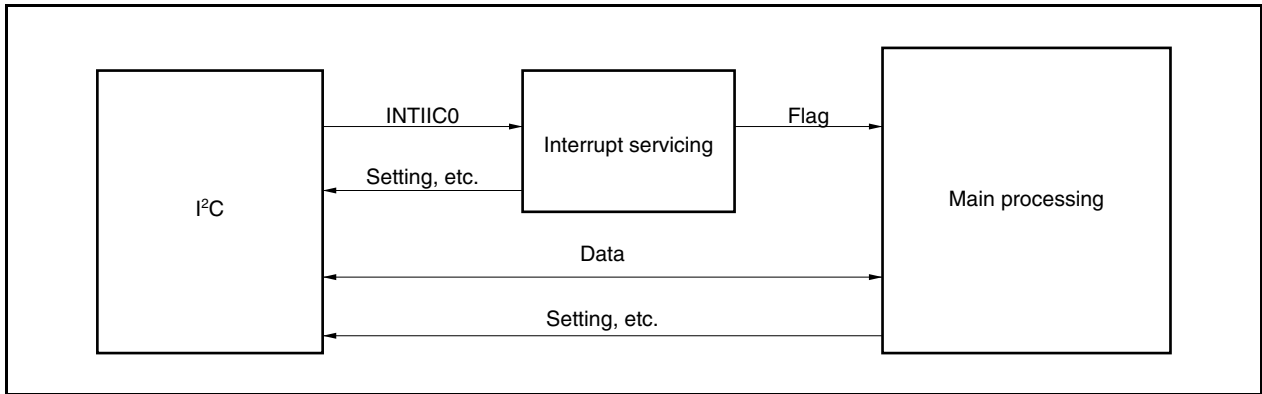 INTIIC0
Flag
Interrupt servicing
Setting, etc.
I²C
Main processing
Data
Setting, etc.